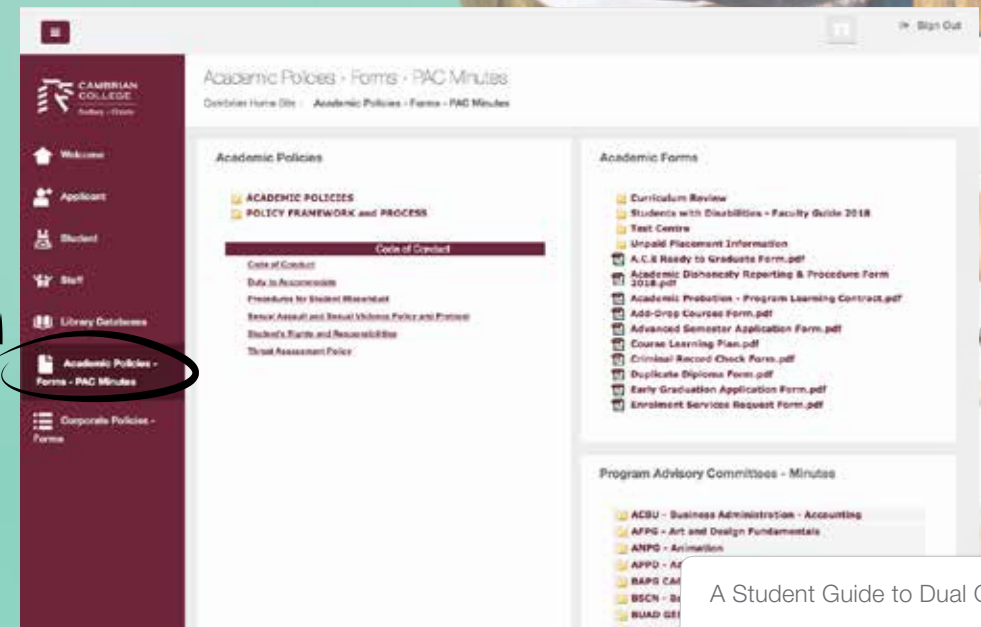 Sign Out
CAMBRIAN
COLLEGE
Academic Policies - Forms - PAC Minutes
Cambrian Home Site Academic Policies - Forms - PAC Minutes
Welcome
Applicant
Student
Staff
Library Databases
Academic Policies -
Forms - PAC Minutes
Corporate Policies -
Forms
Academic Policies
ACADEMIC POLICIES
POLICY FRAMEWORK and PROCESS
Code of Conduct
Code of Conduct
Duty to Accommodate
Procedures for Student Misconduct
Sexual Assault and Sexual Violence Policy and Protocol
Student's Rights and Responsibilities
Threat Assessment Policy
Academic Forms
Curriculum Review
Students with Disabilities - Faculty Guide 2018
Test Centre
Unpaid Placement Information
A.C.E Ready to Graduate Form.pdf
Academic Dishonesty Reporting & Procedure Form
2018.pdf
Academic Probation - Program Learning Contract.pdf
Add-Drop Courses Form.pdf
Advanced Semester Application Form.pdf
Course Learning Plan.pdf
Criminal Record Check Form.pdf
Duplicate Diploma Form.pdf
Early Graduation Application Form.pdf
Enrolment Services Request Form.pdf
Program Advisory Committees - Minutes
ACBU - Business Administration - Accounting
AFPG - Art and Design Fundamentals
ANPG - Animation
APPD -
BAPG
BSCN -
BUAD
A Student Guide to Dual